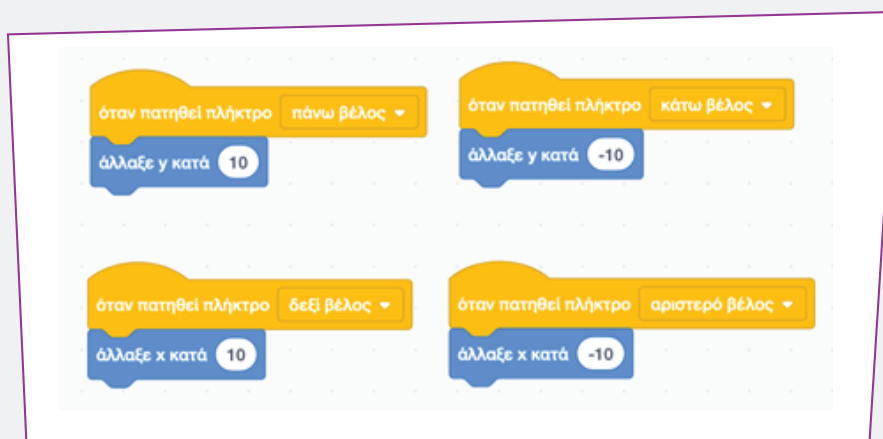 όταν πατηθεί πλήκτρο πάνω βέλος
άλλαξε y κατά 10
όταν πατηθεί πλήκτρο κάτω βέλος
άλλαξε y κατά -10
όταν πατηθεί πλήκτρο δεξί βέλος
άλλαξε x κατά 10
όταν πατηθεί πλήκτρο αριστερό βέλος
άλλαξε x κατά -10